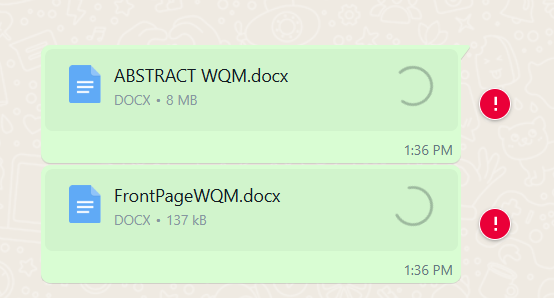 ABSTRACT WQM.docx
DOCX • 8 MB
1:36 PM
FrontPageWQM.docx
DOCX • 137 kB
1:36 PM